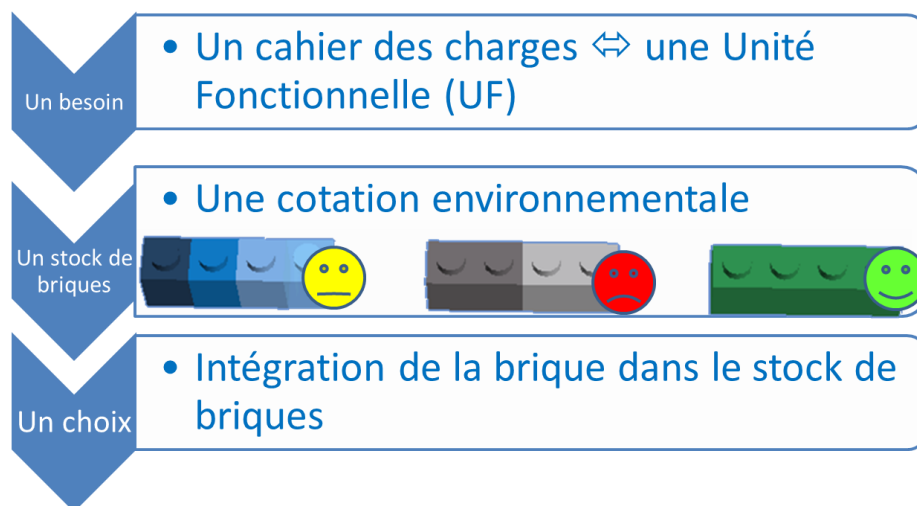 Un besoin
• Un cahier des charges ⇔ une Unité
Fonctionnelle (UF)
Un stock de
briques
• Une cotation environnementale
Un choix
• Intégration de la brique dans le stock de
briques